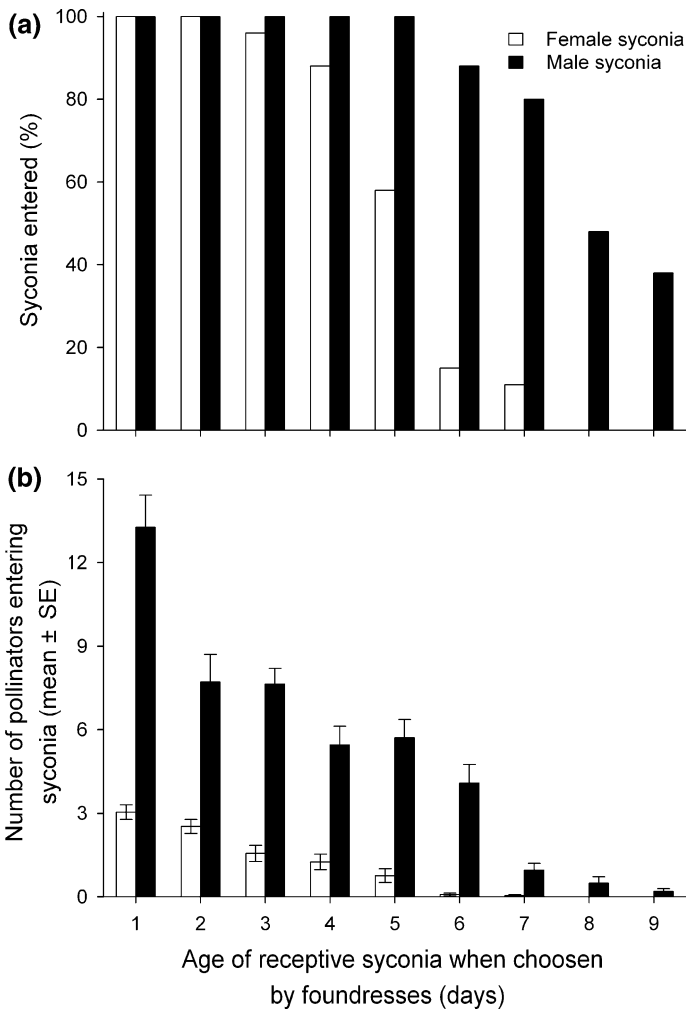 (a)
100
80
60
40
20
0
Syconia entered (%)
Female syconia
Male syconia
(b)
15
12
9
6
3
0
Number of pollinators entering
syconia (mean ± SE)
1 2 3 4 5 6 7 8 9
Age of receptive syconia when choosen
by foundresses (days)